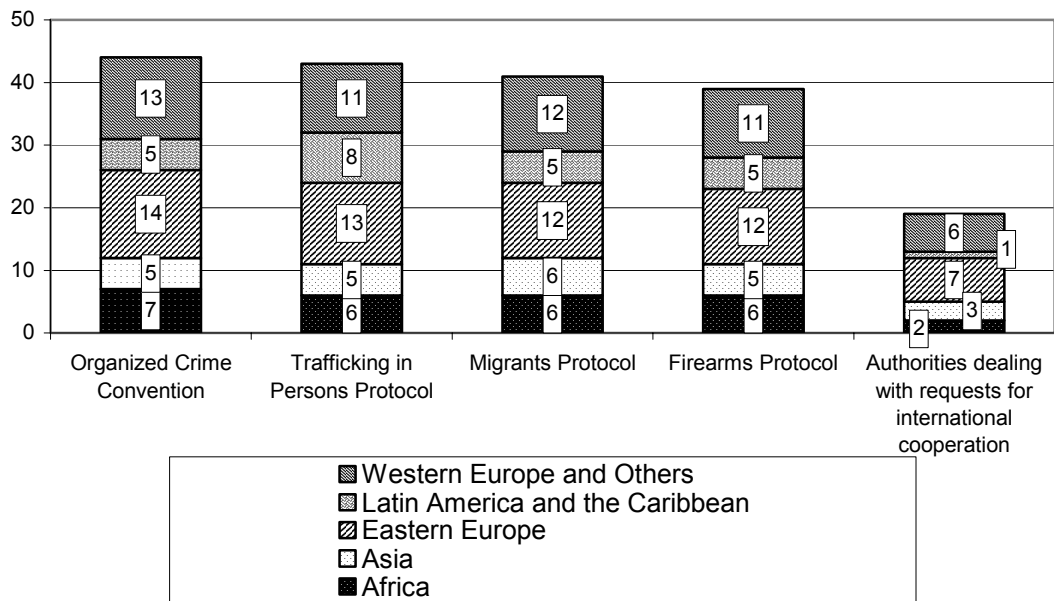 50
40
30
20
10
0
13
5
14
5
7
11
8
13
5
6
12
5
12
6
6
11
5
12
5
6
6
1
7
3
2
Organized Crime
Convention
Trafficking in
Persons Protocol
Migrants Protocol
Firearms Protocol
Authorities dealing
with requests for
international
cooperation
Western Europe and Others
Latin America and the Caribbean
Eastern Europe
Asia
Africa